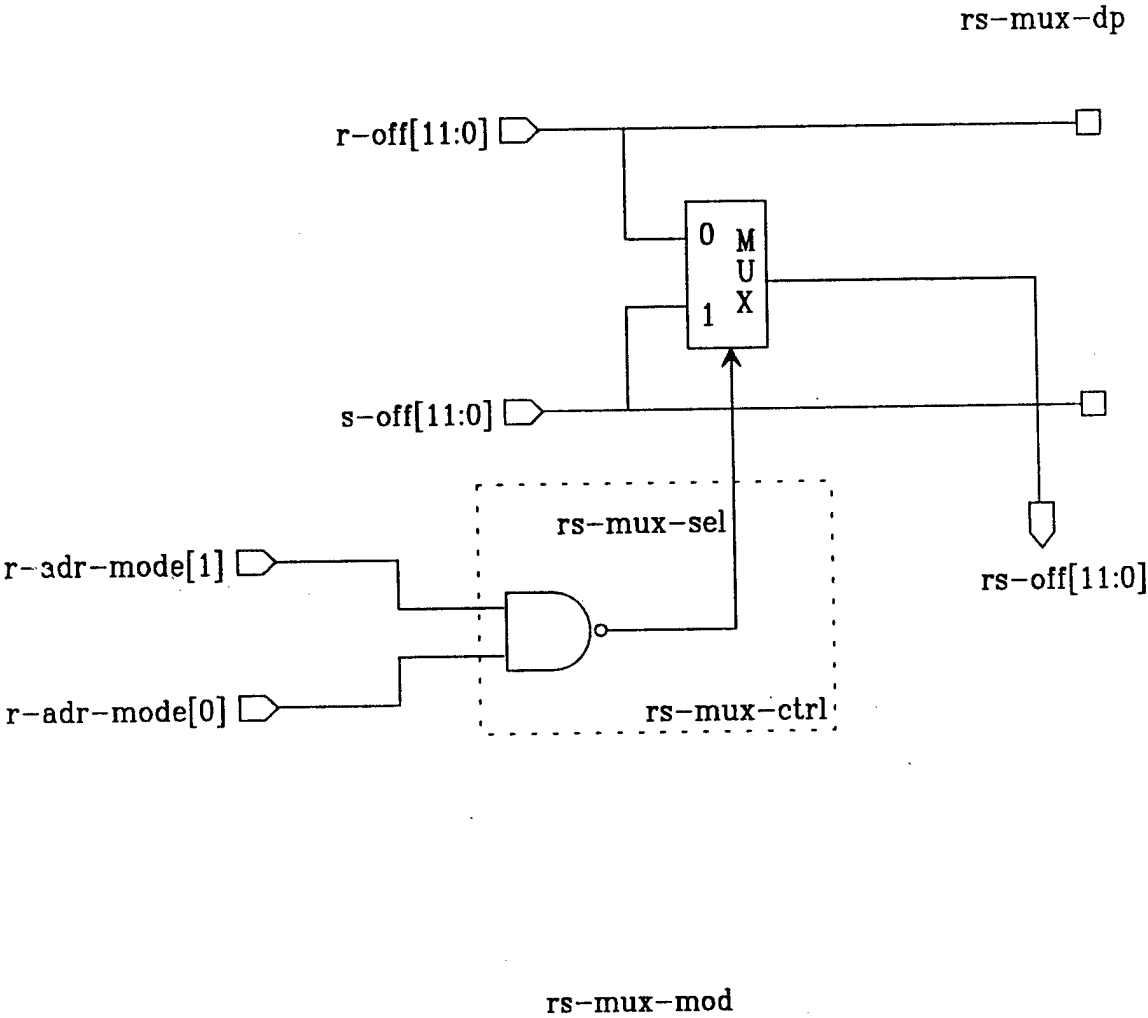 rs-mux-dp
r-off[11:0]
0
M
U
X
1
s-off[11:0]
rs-mux-sel
r-adr-mode[1]
rs-off[11:0]
r-adr-mode[0]
rs-mux-ctrl
rs-mux-mod